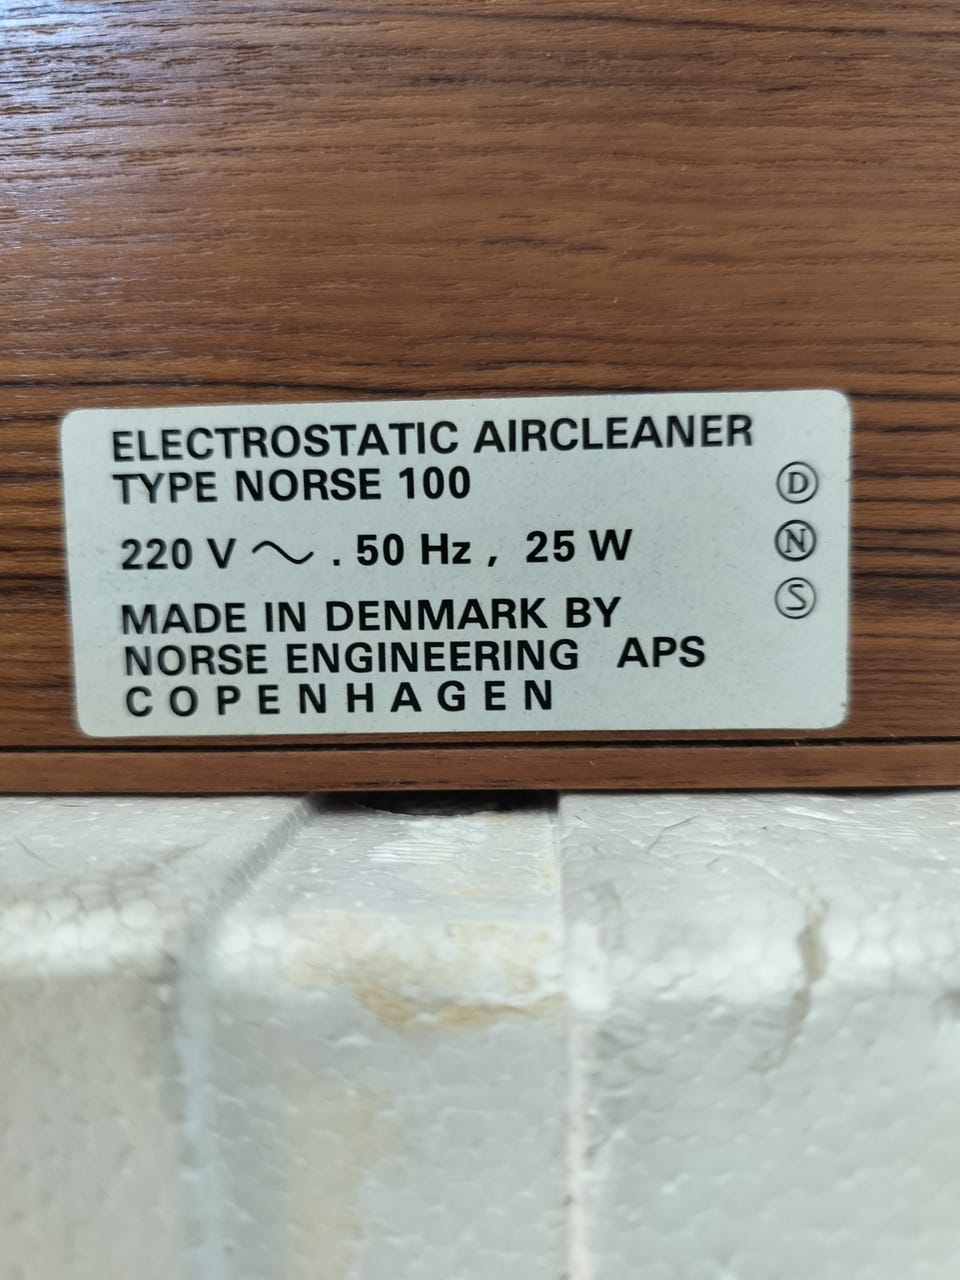 ELECTROSTATIC AIRCLEANER
TYPE NORSE 100
D
220 V ~ . 50 Hz , 25 W
N
S
MADE IN DENMARK BY
NORSE ENGINEERING APS
COPENHAGEN